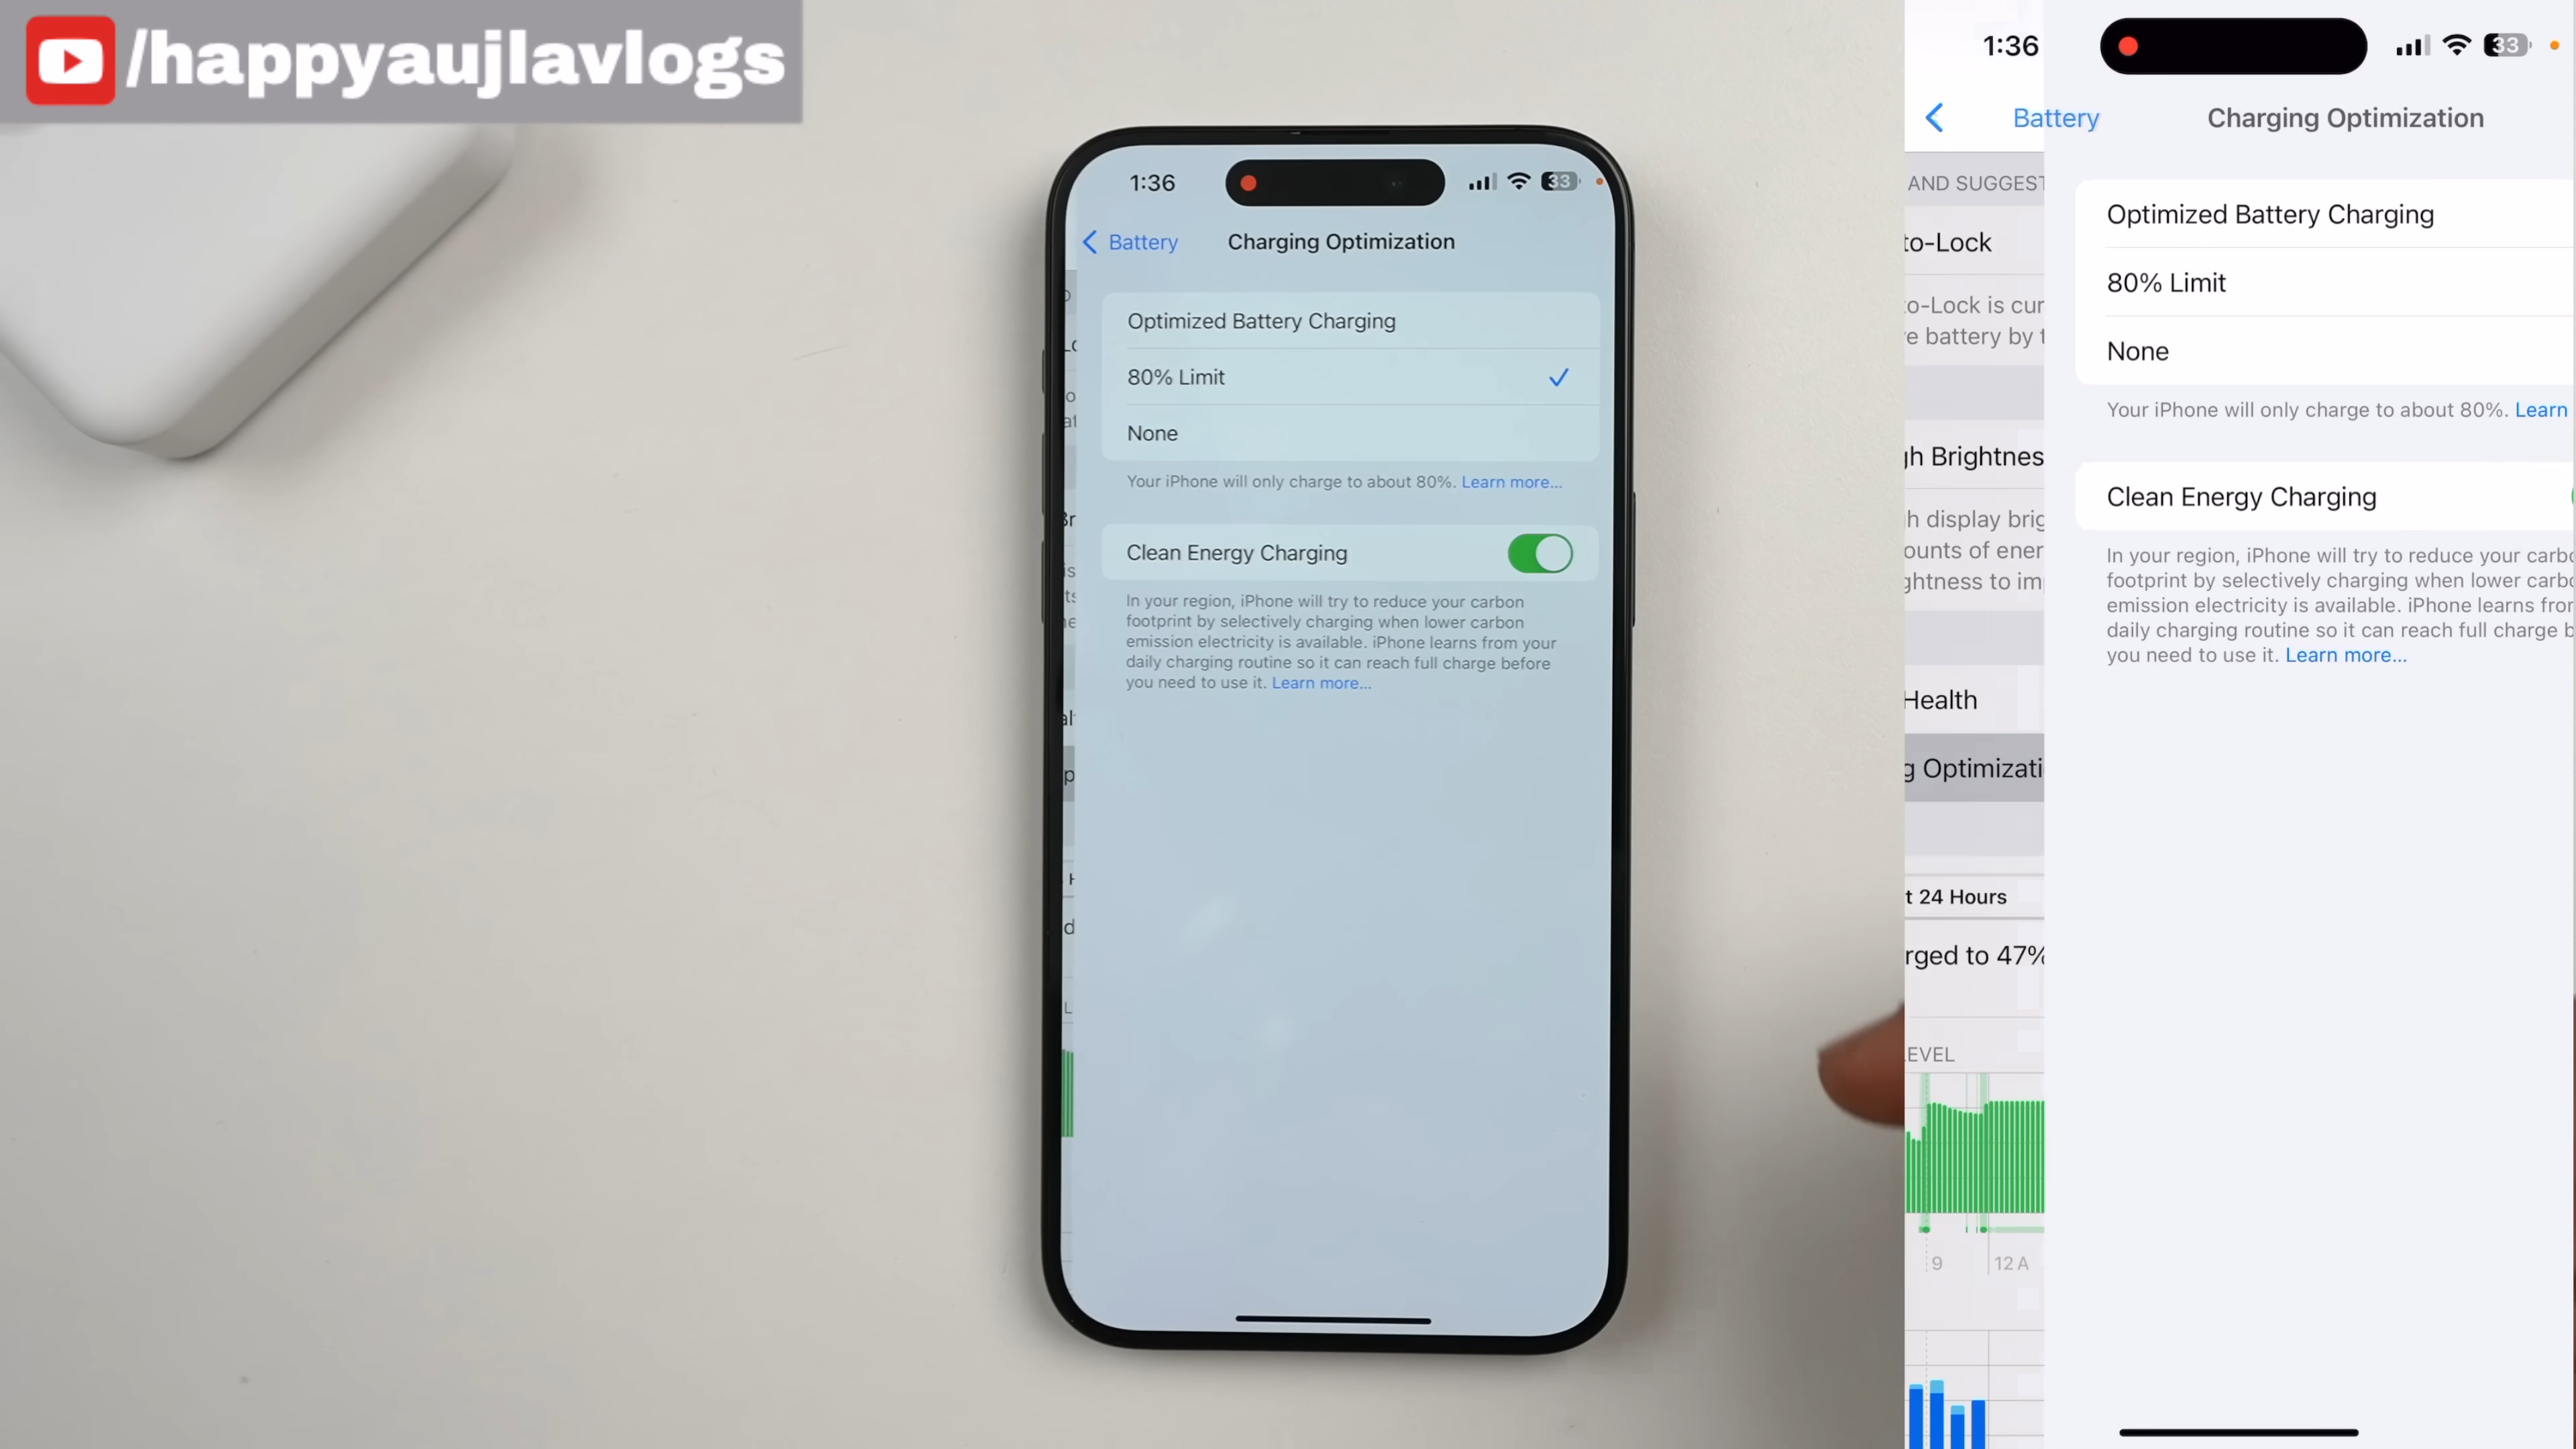 /happyaujlavlogs
1:36
33
Battery
Charging Optimization
Optimized Battery Charging
80% Limit
None
Your iPhone will only charge to about 80%. Learn more...
Clean Energy Charging
In your region, iPhone will try to reduce your carbon
footprint by selectively charging when lower carbon
emission electricity is available. iPhone learns from your
daily charging routine so it can reach full charge before
you need to use it. Learn more...
1:36
33
Battery
Charging Optimization
AND SUGGEST
to-Lock
to-Lock is cur
e battery by t
gh Brightnes
h display brig
ounts of ener
ghtness to im
Health
g Optimizati
t 24 Hours
rged to 47%
LEVEL
9
12 A
Optimized Battery Charging
80% Limit
None
Your iPhone will only charge to about 80%. Learn
Clean Energy Charging
In your region, iPhone will try to reduce your carbo
footprint by selectively charging when lower carbo
emission electricity is available. iPhone learns from
daily charging routine so it can reach full charge b
you need to use it. Learn more...